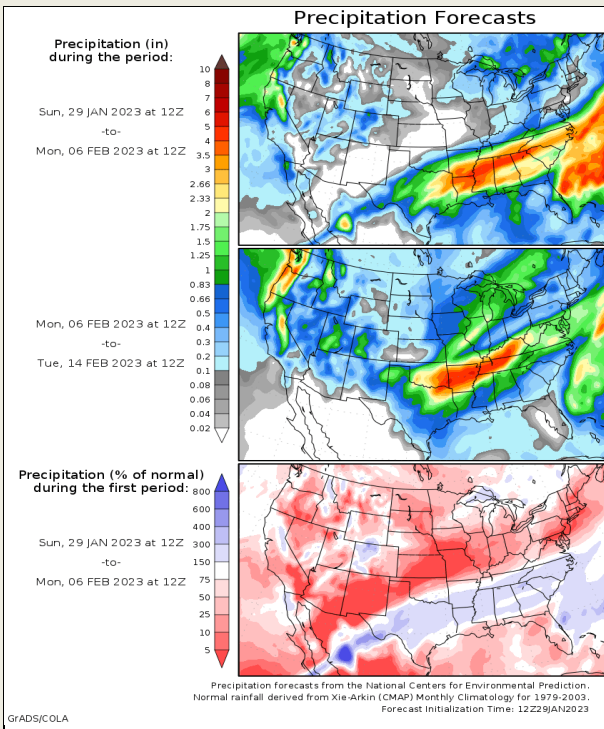 Precipitation Forecasts
Precipitation (in)
during the period:
Sun, 29 JAN 2023 at 12Z
-to-
Mon, 06 FEB 2023 at 12Z
10
8
7
6
5
4
3.5
3
2.66
2.33
2
1.75
1.5
1.25
1
0.83
0.66
0.5
0.4
0.3
0.2
0.1
0.08
0.06
0.04
0.02
Mon, 06 FEB 2023 at 12Z
-to-
Tue, 14 FEB 2023 at 12Z
Precipitation (% of normal)
during the first period:
Sun, 29 JAN 2023 at 12Z
-to-
Mon, 06 FEB 2023 at 12Z
800
600
400
300
150
75
50
25
10
5
Precipitation forecasts from the National Centers for Environmental Prediction.
Normal rainfall derived from Xie-Arkin (CMAP) Monthly Climatology for 1979-2003.
Forecast Initialization Time: 12Z29JAN2023
GrADS/COLA